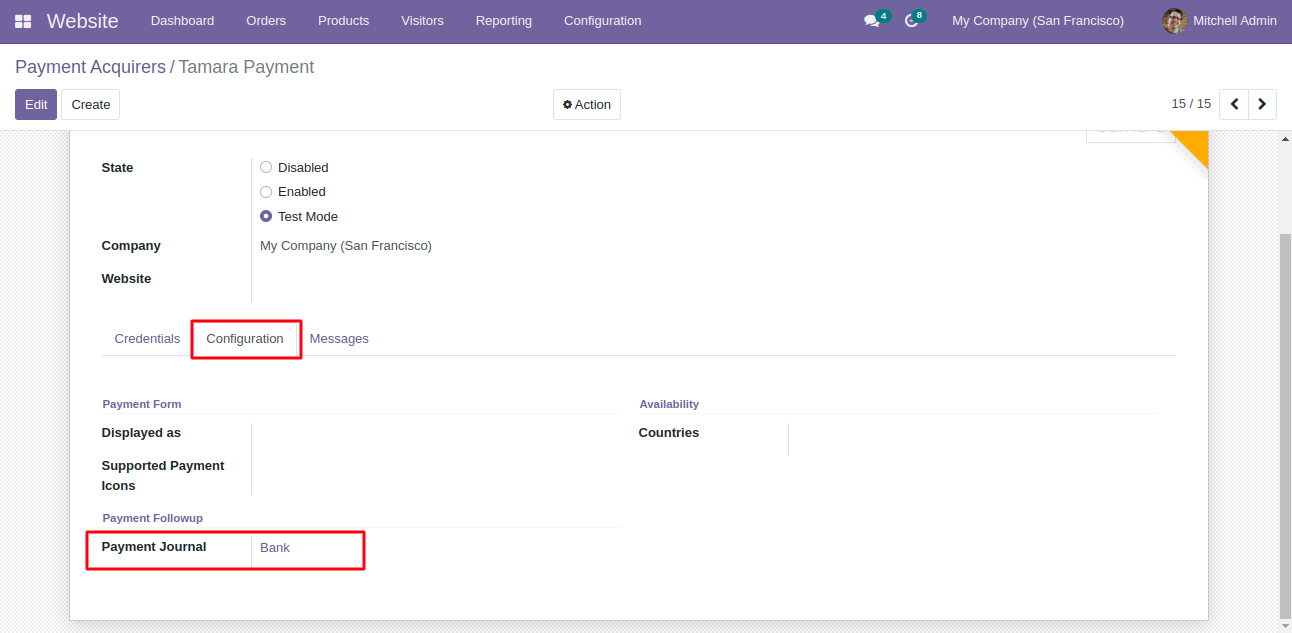 Website Dashboard Orders Products Visitors Reporting Configuration 4 8 My Company (San Francisco) Mitchell Admin
Payment Acquirers / Tamara Payment
Edit Create Action 15 / 15
State Disabled
Enabled
Test Mode
Company My Company (San Francisco)
Website
Credentials Configuration Messages
Payment Form Availability
Displayed as Countries
Supported Payment
Icons
Payment Followup
Payment Journal Bank